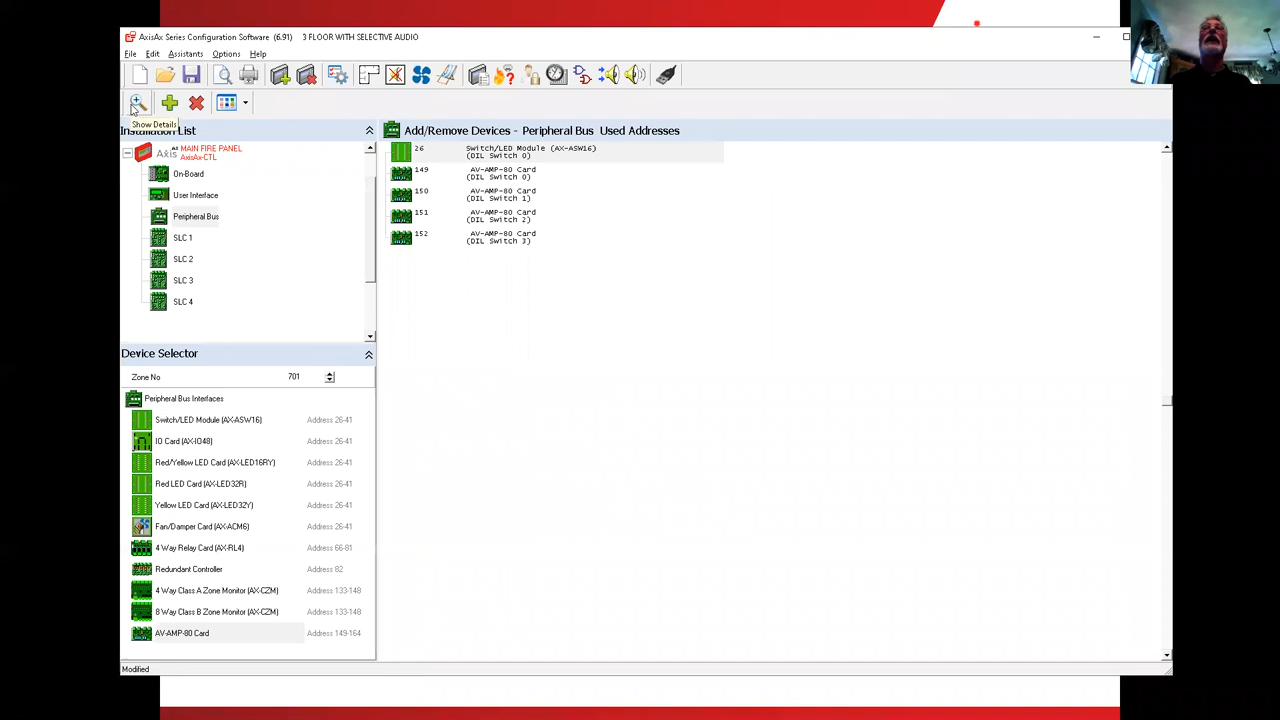 AxisAx Series Configuration Software (6.91) 3 FLOOR WITH SELECTIVE AUDIO
File Edit Assistants Options Help
Show Details
Installation List
Axis AX MAIN FIRE PANEL
AxisAx-CTL
On-Board
User Interface
Peripheral Bus
SLC 1
SLC 2
SLC 3
SLC 4
Device Selector
Zone No 701
Peripheral Bus Interfaces
Switch/LED Module (AX-ASW16) Address 26-41
IO Card (AX-IO48) Address 26-41
Red/Yellow LED Card (AX-LED16RY) Address 26-41
Red LED Card (AX-LED32R) Address 26-41
Yellow LED Card (AX-LED32Y) Address 26-41
Fan/Damper Card (AX-ACM6) Address 26-41
4 Way Relay Card (AX-RL4) Address 66-81
Redundant Controller Address 82
4 Way Class A Zone Monitor (AX-CZM) Address 133-148
8 Way Class B Zone Monitor (AX-CZM) Address 133-148
AV-AMP-80 Card Address 149-164
Add/Remove Devices - Peripheral Bus Used Addresses
26 Switch/LED Module (AX-ASW16)
(DIL Switch 0)
149 AV-AMP-80 Card
(DIL Switch 0)
150 AV-AMP-80 Card
(DIL Switch 1)
151 AV-AMP-80 Card
(DIL Switch 2)
152 AV-AMP-80 Card
(DIL Switch 3)
Modified